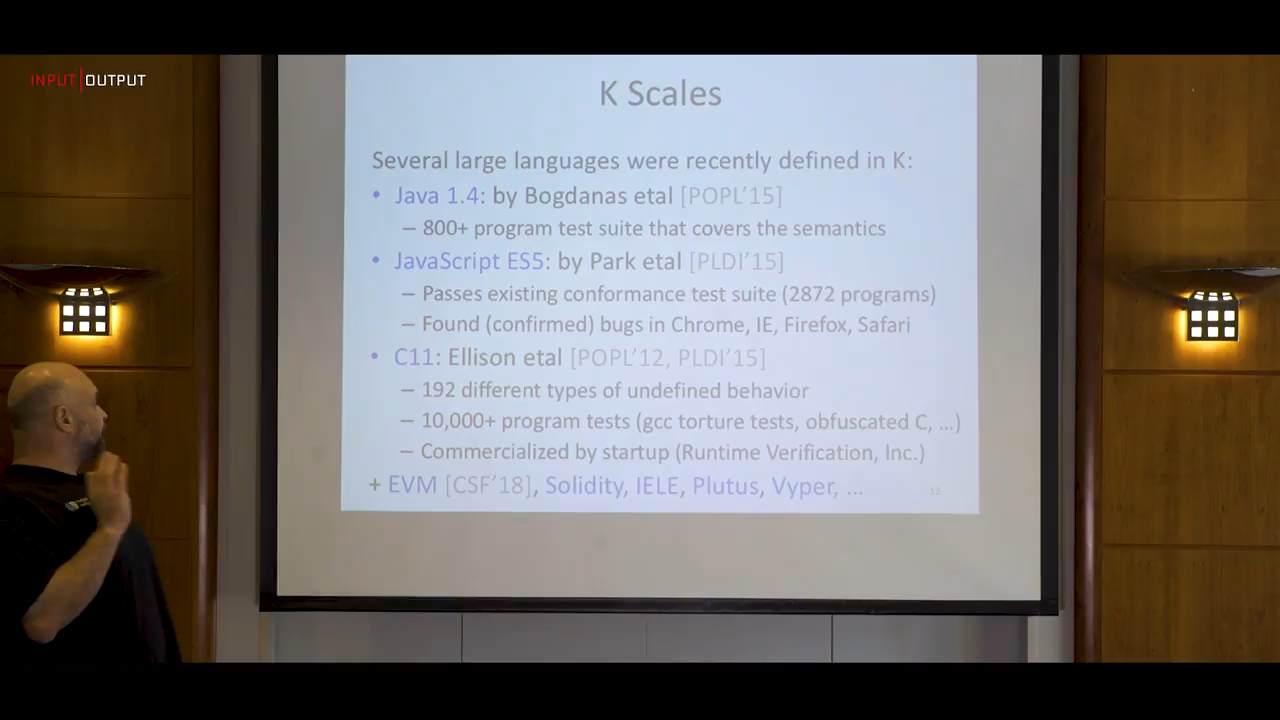 INPUT|OUTPUT
K Scales
Several large languages were recently defined in K:
• Java 1.4: by Bogdanas etal [POPL'15]
– 800+ program test suite that covers the semantics
• JavaScript ES5: by Park etal [PLDI'15]
– Passes existing conformance test suite (2872 programs)
– Found (confirmed) bugs in Chrome, IE, Firefox, Safari
• C11: Ellison etal [POPL'12, PLDI'15]
– 192 different types of undefined behavior
– 10,000+ program tests (gcc torture tests, obfuscated C, …)
– Commercialized by startup (Runtime Verification, Inc.)
+ EVM [CSF'18], Solidity, IELE, Plutus, Vyper, …
13